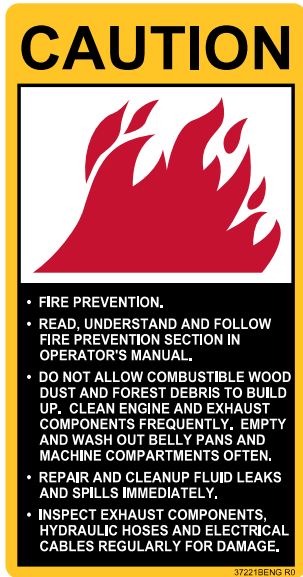 CAUTION
• FIRE PREVENTION.
• READ, UNDERSTAND AND FOLLOW
FIRE PREVENTION SECTION IN
OPERATOR'S MANUAL.
• DO NOT ALLOW COMBUSTIBLE WOOD
DUST AND FOREST DEBRIS TO BUILD
UP.  CLEAN ENGINE AND EXHAUST
COMPONENTS FREQUENTLY.  EMPTY
AND WASH OUT BELLY PANS AND
MACHINE COMPARTMENTS OFTEN.
• REPAIR AND CLEANUP FLUID LEAKS
AND SPILLS IMMEDIATELY.
• INSPECT EXHAUST COMPONENTS,
HYDRAULIC HOSES AND ELECTRICAL
CABLES REGULARLY FOR DAMAGE.
37221BENG R0